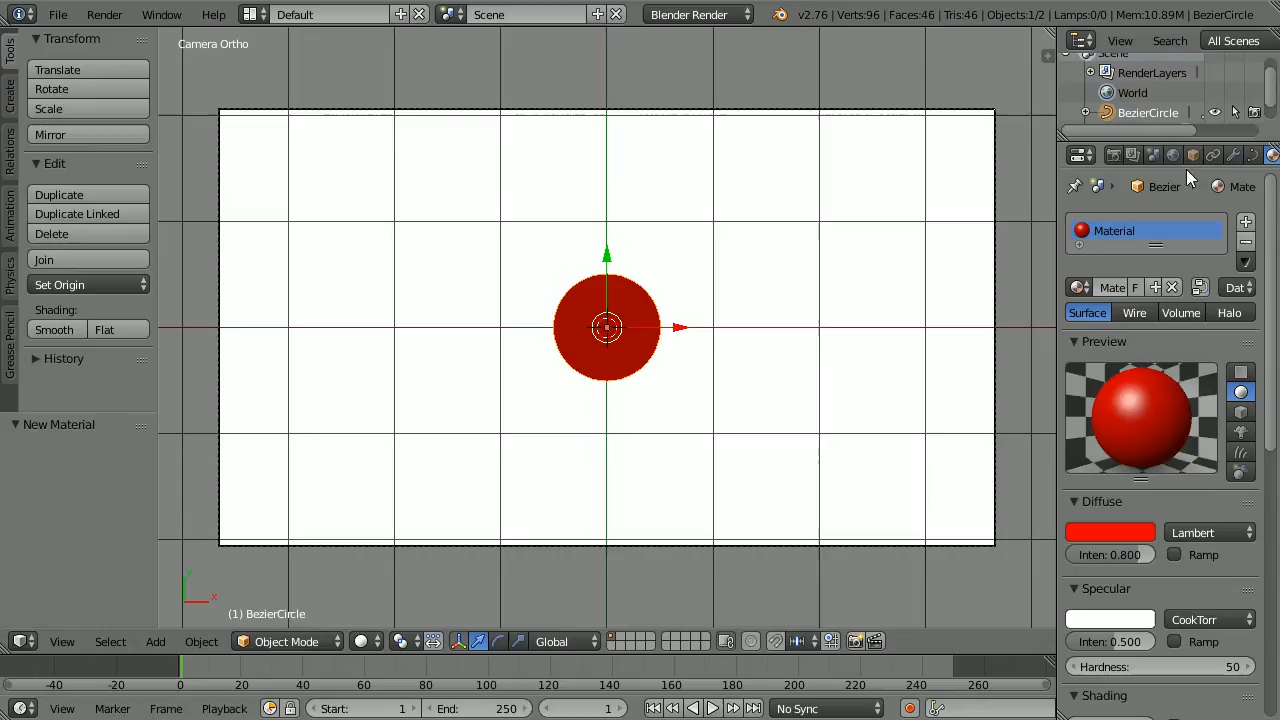 File Render Window Help Default Scene Blender Render v2.76 | Verts:96 | Faces:46 | Tris:46 | Objects:1/2 | Lamps:0/0 | Mem:10.89M | BezierCircle
Tools
Create
Relations
Animation
Physics
Grease Pencil
Transform
Translate
Rotate
Scale
Mirror
Edit
Duplicate
Duplicate Linked
Delete
Join
Set Origin
Shading:
Smooth Flat
History
New Material
Camera Ortho
y
x
(1) BezierCircle
View Select Add Object Object Mode Global
-40 -20 0 20 40 60 80 100 120 140 160 180 200 220 240 260
View Marker Frame Playback Start: 1 End: 250 1 No Sync
View Search All Scenes
Scene
RenderLayers
World
BezierCircle
Bezier Mate
Material
Mate F Dat
Surface Wire Volume Halo
Preview
Diffuse
Lambert
Inten: 0.800 Ramp
Specular
CookTorr
Inten: 0.500 Ramp
Hardness: 50
Shading